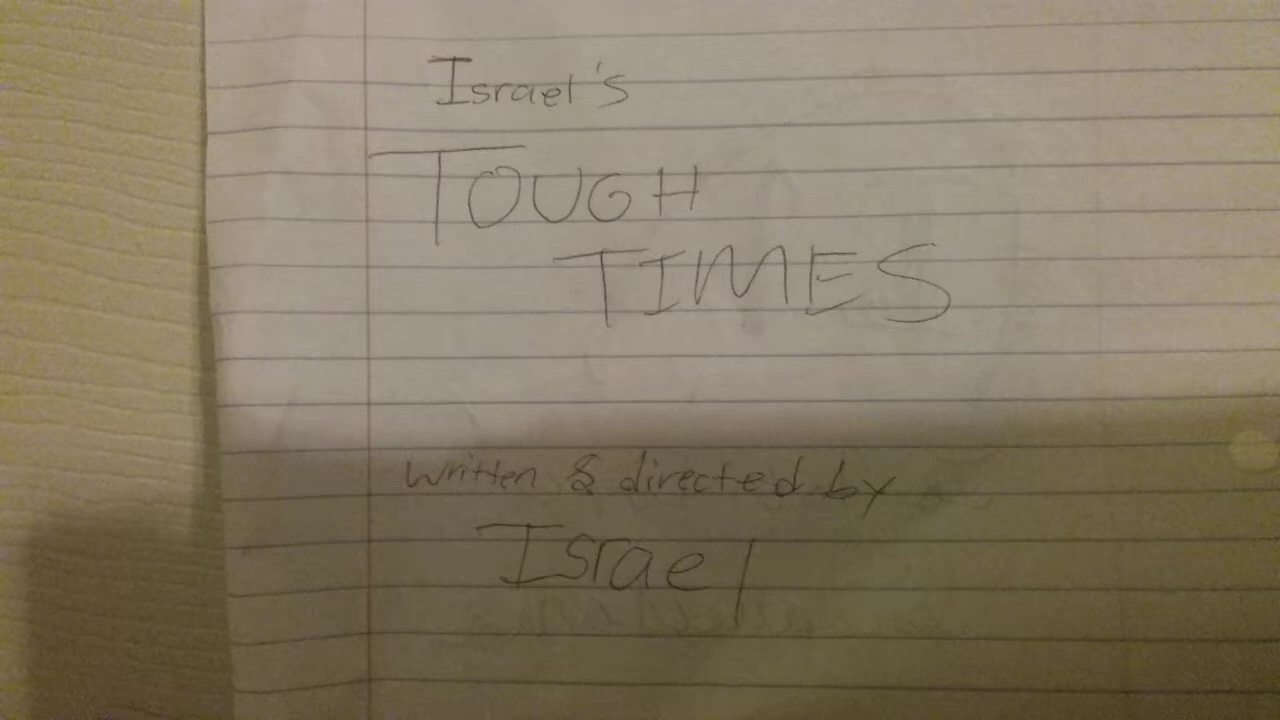 Israel's
TOUGH
TIMES
written & directed by
Israel